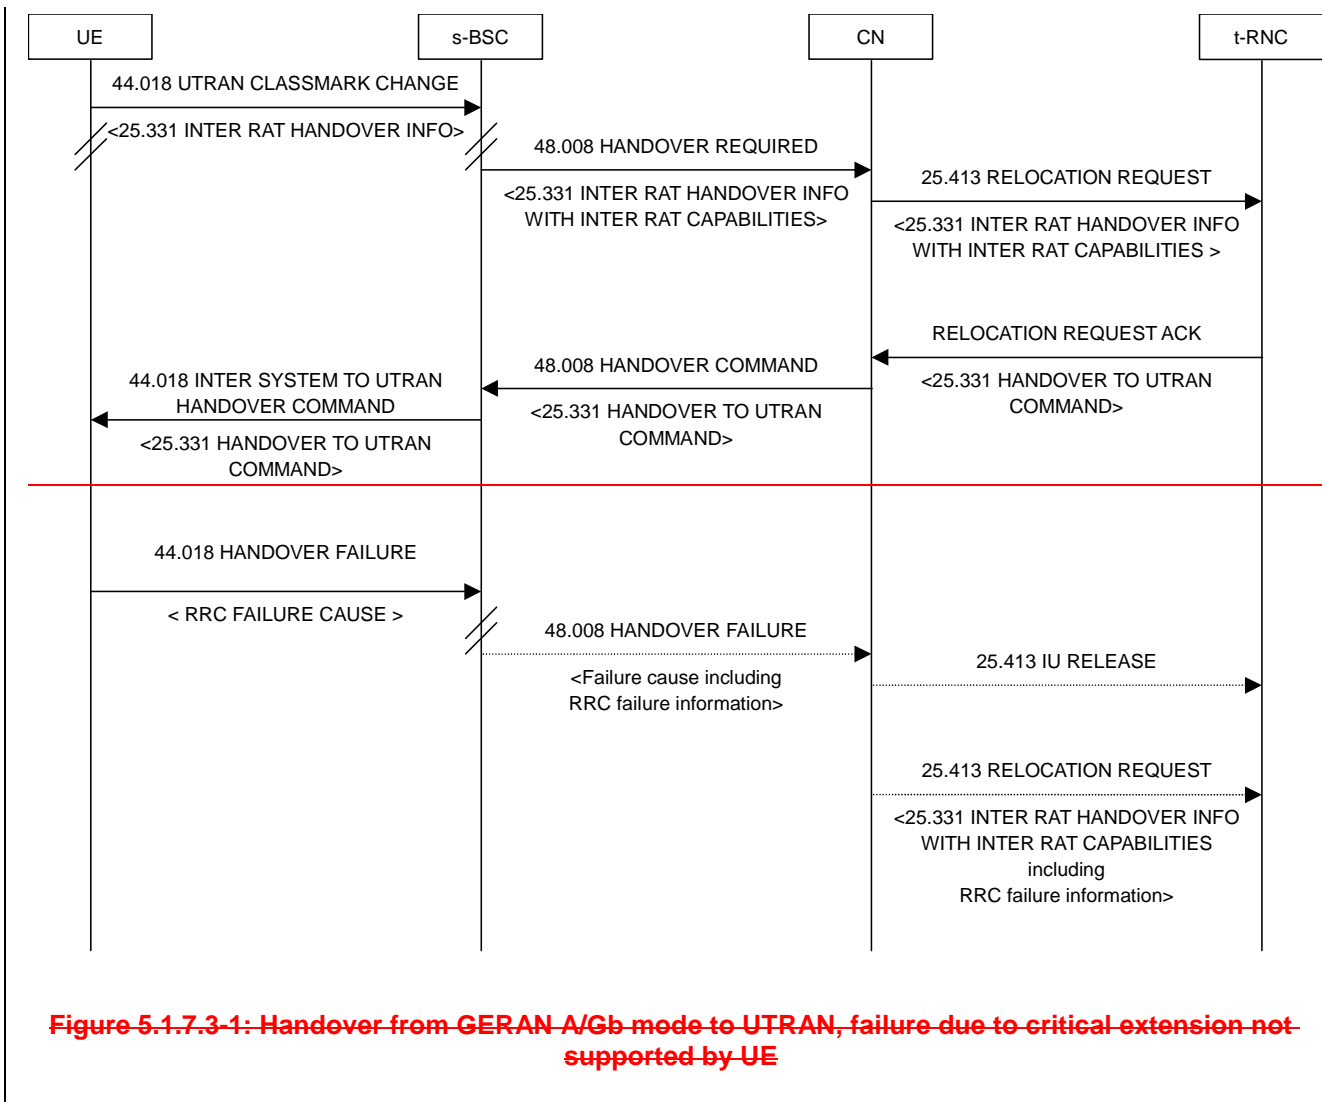 UE
s-BSC
CN
t-RNC
44.018 UTRAN CLASSMARK CHANGE
<25.331 INTER RAT HANDOVER INFO>
48.008 HANDOVER REQUIRED
<25.331 INTER RAT HANDOVER INFO
WITH INTER RAT CAPABILITIES>
25.413 RELOCATION REQUEST
<25.331 INTER RAT HANDOVER INFO
WITH INTER RAT CAPABILITIES >
RELOCATION REQUEST ACK
<25.331 HANDOVER TO UTRAN
COMMAND>
48.008 HANDOVER COMMAND
<25.331 HANDOVER TO UTRAN
COMMAND>
44.018 INTER SYSTEM TO UTRAN
HANDOVER COMMAND
<25.331 HANDOVER TO UTRAN
COMMAND>
44.018 HANDOVER FAILURE
< RRC FAILURE CAUSE >
48.008 HANDOVER FAILURE
<Failure cause including
RRC failure information>
25.413 IU RELEASE
25.413 RELOCATION REQUEST
<25.331 INTER RAT HANDOVER INFO
WITH INTER RAT CAPABILITIES
including
RRC failure information>
Figure 5.1.7.3-1: Handover from GERAN A/Gb mode to UTRAN, failure due to critical extension not
supported by UE